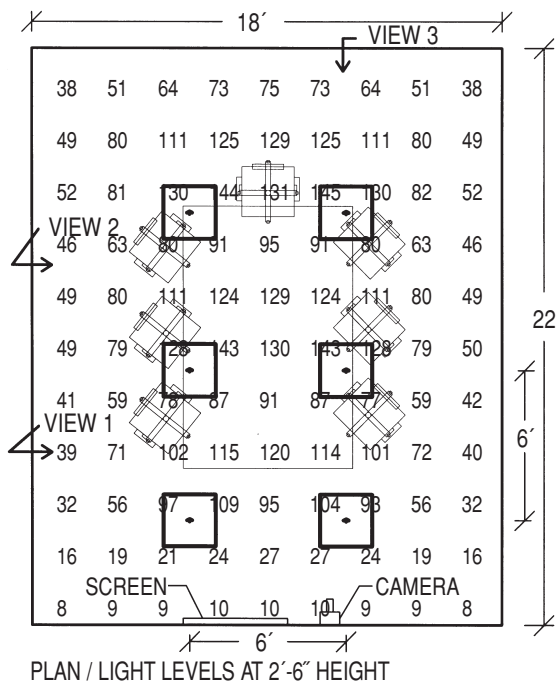 18´
VIEW 3
38 51 64 73 75 73 64 51 38
49 80 111 125 129 125 111 80 49
52 81 130 144 131 145 130 82 52
VIEW 2
46 63 80 91 95 91 80 63 46
49 80 111 124 129 124 111 80 49
22
49 79 128 143 130 143 128 79 50
41 59 78 87 91 87 77 59 42
6´
VIEW 1
39 71 102 115 120 114 101 72 40
32 56 97 109 95 104 93 56 32
16 19 21 24 27 27 24 19 16
SCREEN CAMERA
8 9 9 10 10 10 9 9 8
6´
PLAN / LIGHT LEVELS AT 2´-6˝ HEIGHT